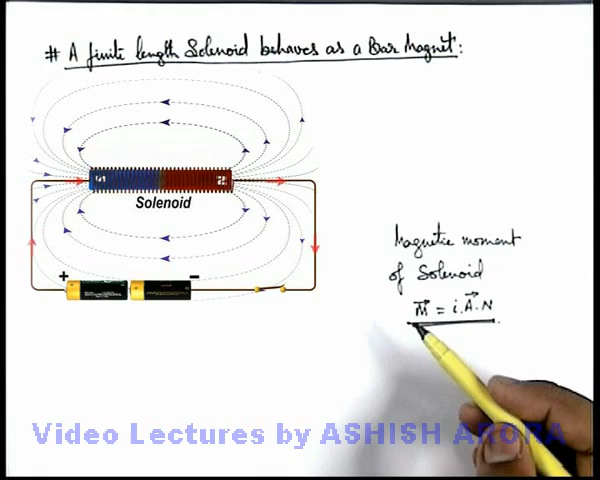 # A finite length Solenoid behaves as a Bar Magnet:
S N
Solenoid
+ −
Magnetic moment
of Solenoid
M⃗ = i.A⃗.N
Video Lectures by ASHISH ARORA